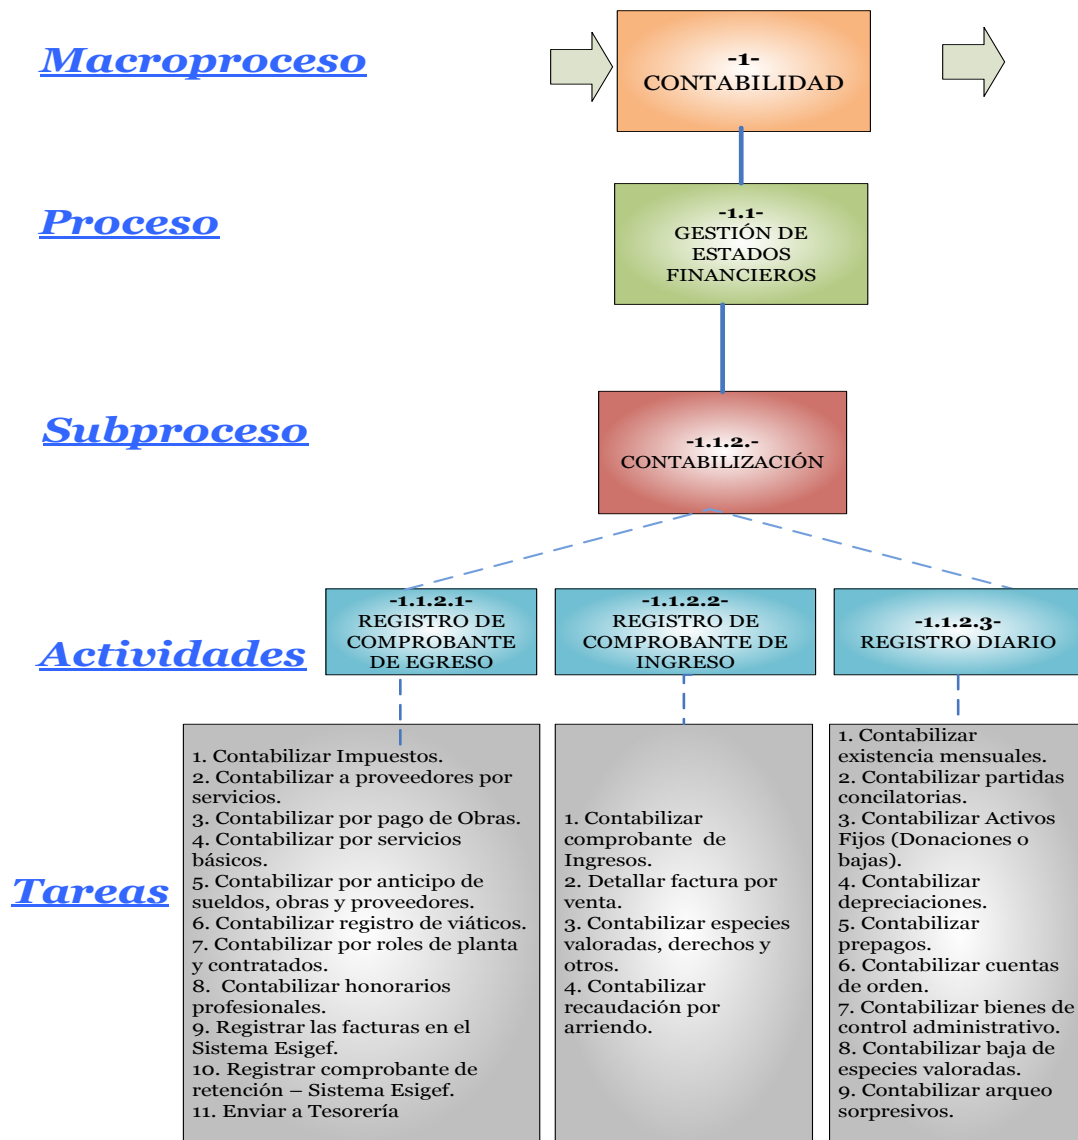 Macroproceso
-1-
CONTABILIDAD
Proceso
-1.1-
GESTIÓN DE
ESTADOS
FINANCIEROS
Subproceso
-1.1.2.-
CONTABILIZACIÓN
Actividades
-1.1.2.1-
REGISTRO DE
COMPROBANTE
DE EGRESO
-1.1.2.2-
REGISTRO DE
COMPROBANTE DE
INGRESO
-1.1.2.3-
REGISTRO DIARIO
Tareas
1. Contabilizar Impuestos.
2. Contabilizar a proveedores por
servicios.
3. Contabilizar por pago de Obras.
4. Contabilizar por servicios
básicos.
5. Contabilizar por anticipo de
sueldos, obras y proveedores.
6. Contabilizar registro de viáticos.
7. Contabilizar por roles de planta
y contratados.
8. Contabilizar honorarios
profesionales.
9. Registrar las facturas en el
Sistema Esigef.
10. Registrar comprobante de
retención – Sistema Esigef.
11. Enviar a Tesorería
1. Contabilizar
comprobante de
Ingresos.
2. Detallar factura por
venta.
3. Contabilizar especies
valoradas, derechos y
otros.
4. Contabilizar
recaudación por
arriendo.
1. Contabilizar
existencia mensuales.
2. Contabilizar partidas
concilatorias.
3. Contabilizar Activos
Fijos (Donaciones o
bajas).
4. Contabilizar
depreciaciones.
5. Contabilizar
prepagos.
6. Contabilizar cuentas
de orden.
7. Contabilizar bienes de
control administrativo.
8. Contabilizar baja de
especies valoradas.
9. Contabilizar arqueo
sorpresivos.